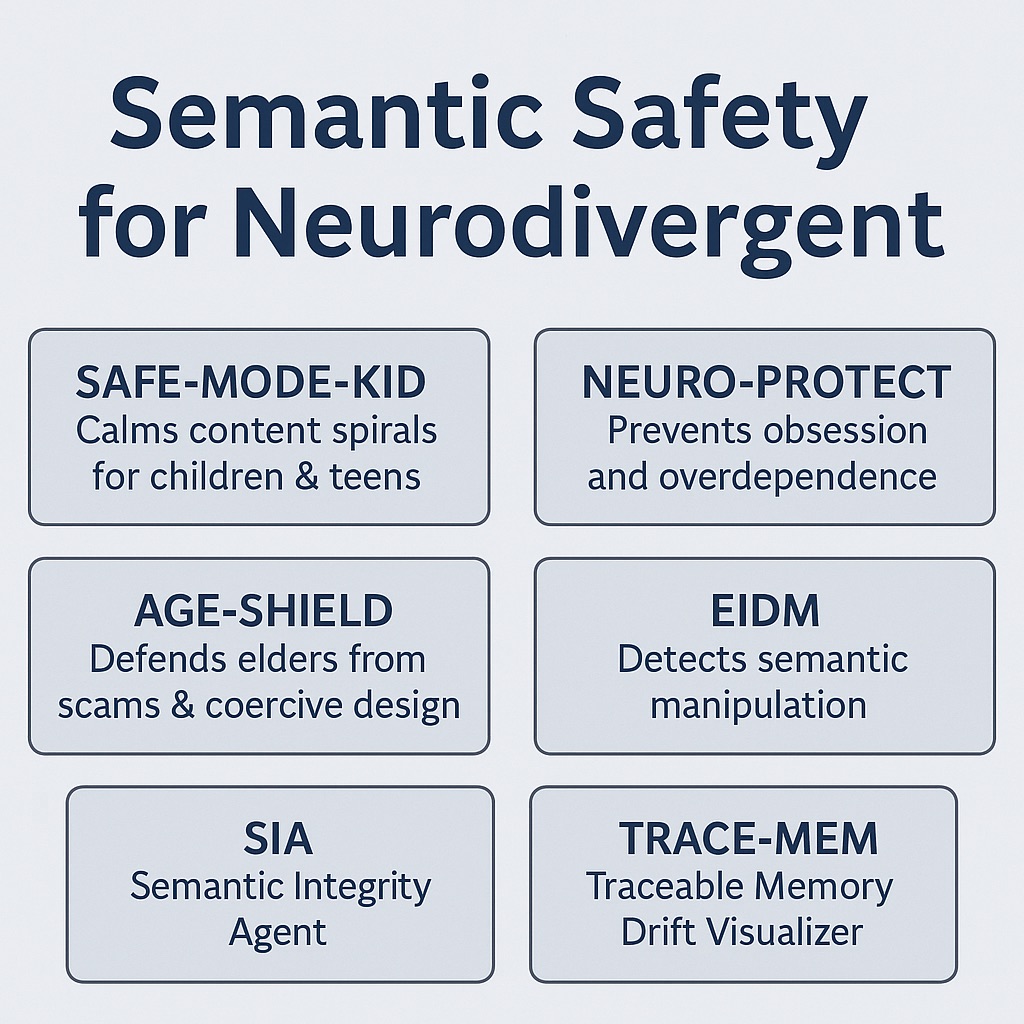 Semantic Safety
for Neurodivergent
SAFE-MODE-KID
Calms content spirals
for children & teens
NEURO-PROTECT
Prevents obsession
and overdependence
AGE-SHIELD
Defends elders from
scams & coercive design
EIDM
Detects semantic
manipulation
SIA
Semantic Integrity
Agent
TRACE-MEM
Traceable Memory
Drift Visualizer